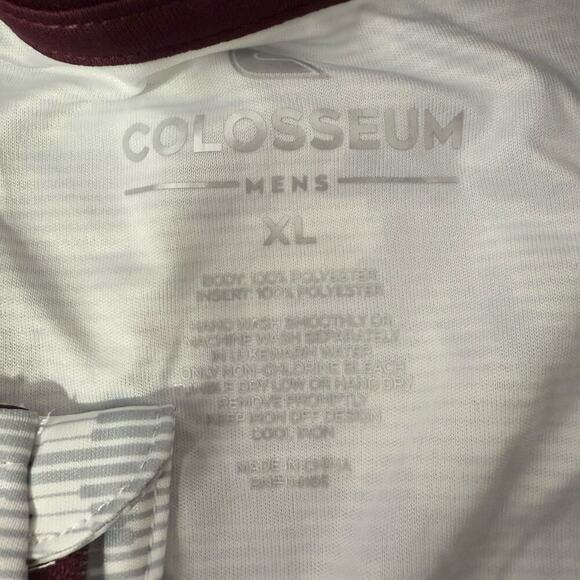 COLOSSEUM
MENS
XL
BODY: 100% POLYESTER
INSERT: 100% POLYESTER
HAND WASH SMOOTHLY OR
MACHINE WASH SEPARATELY
IN LUKEWARM WATER
ONLY NON-CHLORINE BLEACH
TUMBLE DRY LOW OR HANG DRY
REMOVE PROMPTLY
KEEP IRON OFF DESIGN
COOL IRON
MADE IN CHINA
RN#